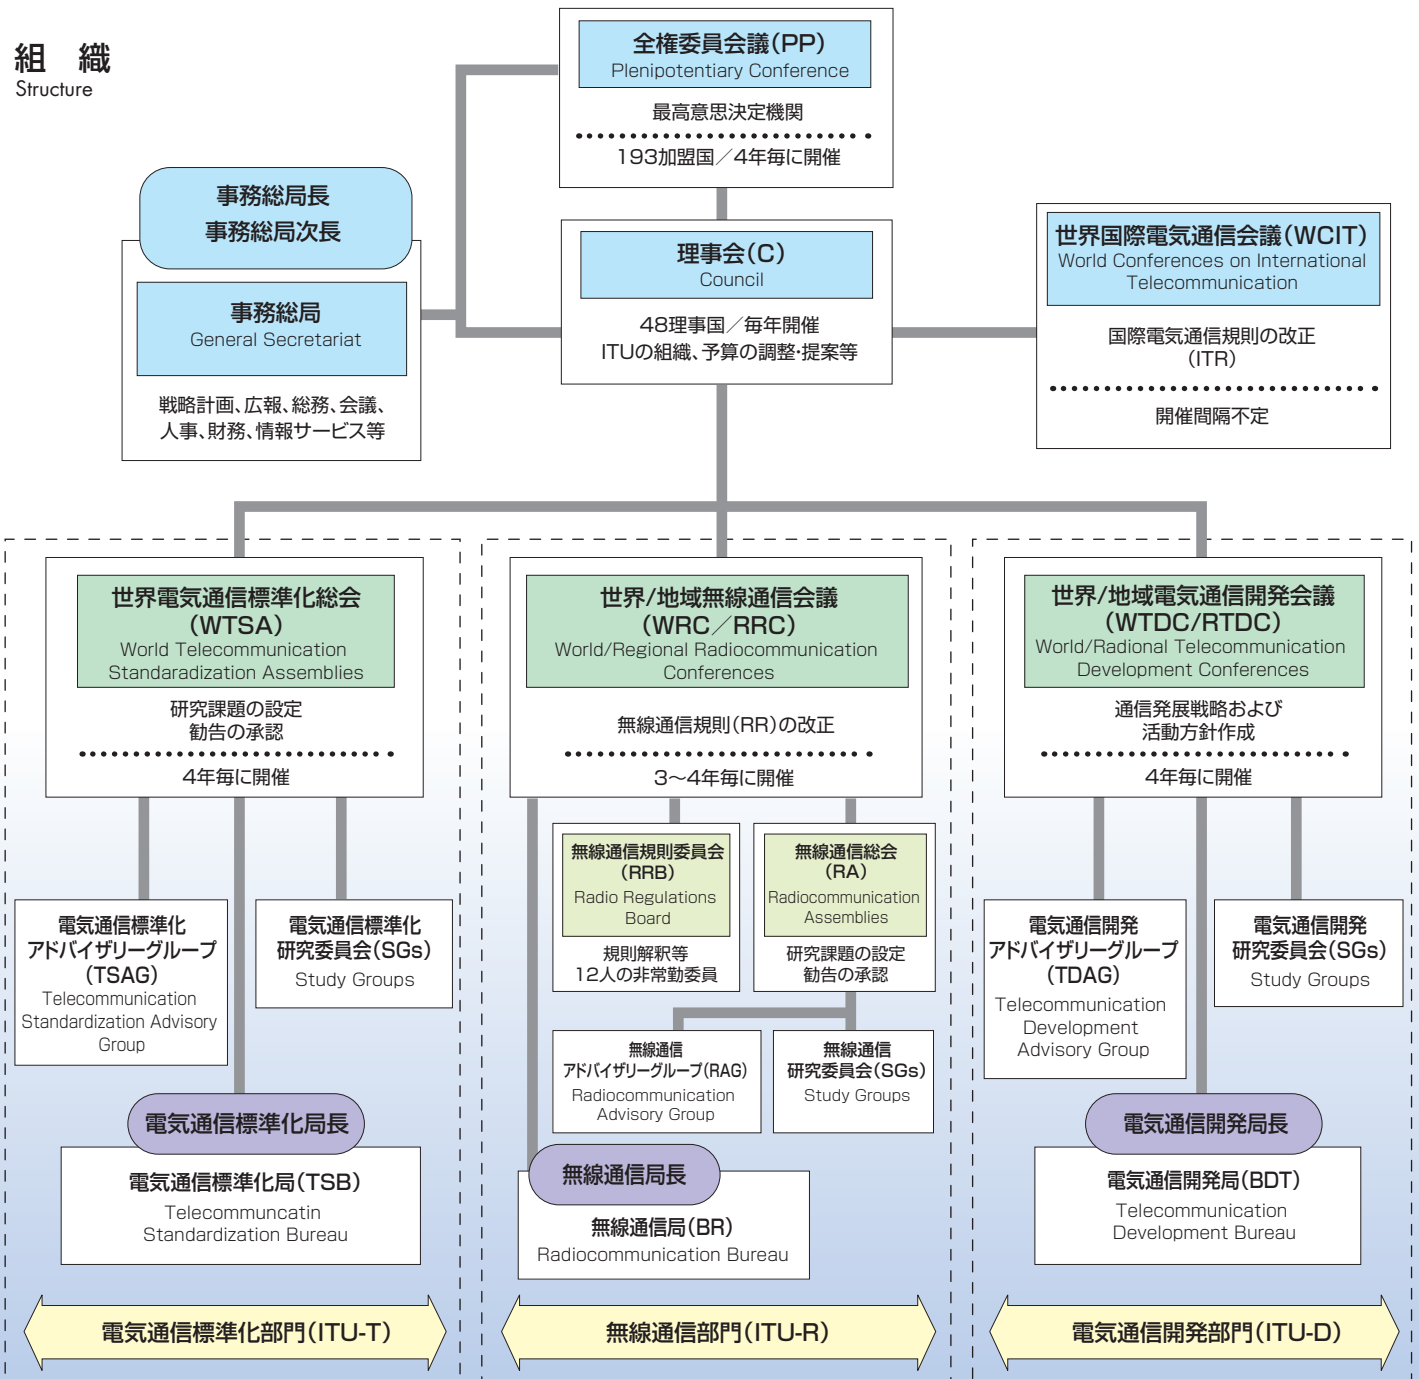 組 織
Structure
全権委員会議(PP)
Plenipotentiary Conference
最高意思決定機関
193加盟国／4年毎に開催
事務総局長
事務総局次長
事務総局
General Secretariat
戦略計画、広報、総務、会議、
人事、財務、情報サービス等
理事会(C)
Council
48理事国／毎年開催
ITUの組織、予算の調整・提案等
世界国際電気通信会議(WCIT)
World Conferences on International
Telecommunication
国際電気通信規則の改正
(ITR)
開催間隔不定
世界電気通信標準化総会
(WTSA)
World Telecommunication
Standaradization Assemblies
研究課題の設定
勧告の承認
4年毎に開催
電気通信標準化
アドバイザリーグループ
(TSAG)
Telecommunication
Standardization Advisory
Group
電気通信標準化
研究委員会(SGs)
Study Groups
電気通信標準化局長
電気通信標準化局(TSB)
Telecommuncatin
Standardization Bureau
電気通信標準化部門(ITU-T)
世界/地域無線通信会議
(WRC／RRC)
World/Regional Radiocommunication
Conferences
無線通信規則(RR)の改正
3〜4年毎に開催
無線通信規則委員会
(RRB)
Radio Regulations
Board
規則解釈等
12人の非常勤委員
無線通信総会
(RA)
Radiocommunication
Assemblies
研究課題の設定
勧告の承認
無線通信
アドバイザリーグループ(RAG)
Radiocommunication
Advisory Group
無線通信
研究委員会(SGs)
Study Groups
無線通信局長
無線通信局(BR)
Radiocommunication Bureau
無線通信部門(ITU-R)
世界/地域電気通信開発会議
(WTDC/RTDC)
World/Radional Telecommunication
Development Conferences
通信発展戦略および
活動方針作成
4年毎に開催
電気通信開発
アドバイザリーグループ
(TDAG)
Telecommunication
Development
Advisory Group
電気通信開発
研究委員会(SGs)
Study Groups
電気通信開発局長
電気通信開発局(BDT)
Telecommunication
Development Bureau
電気通信開発部門(ITU-D)